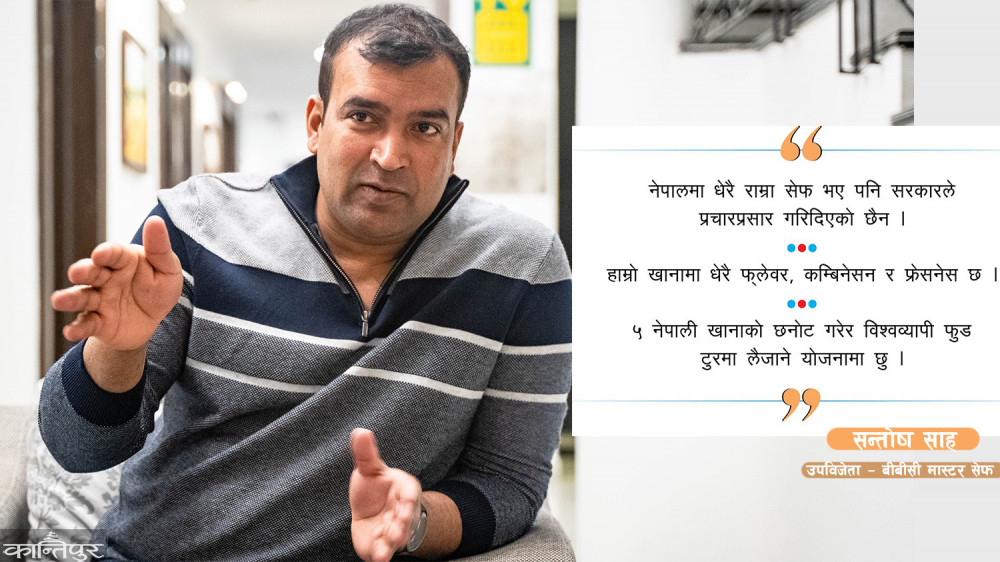 नेपालमा धेरै राम्रा सेफ भए पनि सरकारले
प्रचारप्रसार गरिदिएको छैन ।
हाम्रो खानामा धेरै फ्लेवर, कम्बिनेसन र फ्रेसनेस छ ।
५ नेपाली खानाको छनोट गरेर विश्वव्यापी फुड
टुरमा लैजाने योजनामा छु ।
सन्तोष साह
उपविजेता - बीबीसी मास्टर सेफ
कान्तिपुर